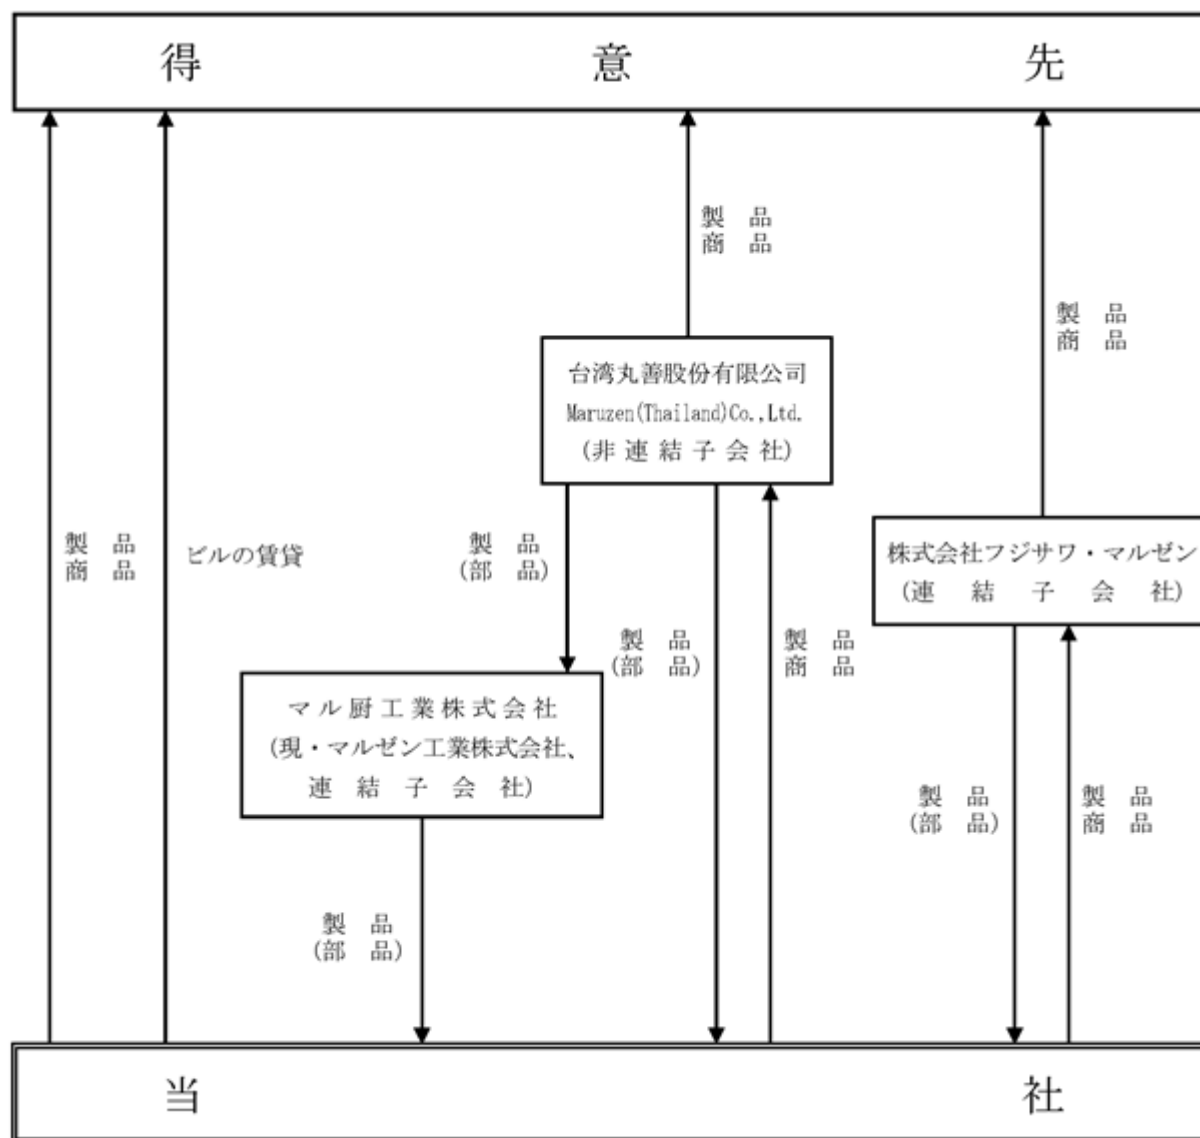 得 意 先
製 品
商 品
製 品
商 品
台湾丸善股份有限公司
Maruzen(Thailand)Co.,Ltd.
(非連結子会社)
製 品
商 品
ビルの賃貸
製 品
(部 品)
株式会社フジサワ・マルゼン
(連 結 子 会 社)
製 品
(部 品)
製 品
商 品
マル厨工業株式会社
(現・マルゼン工業株式会社、
連 結 子 会 社)
製 品
(部 品)
製 品
商 品
製 品
(部 品)
当 社